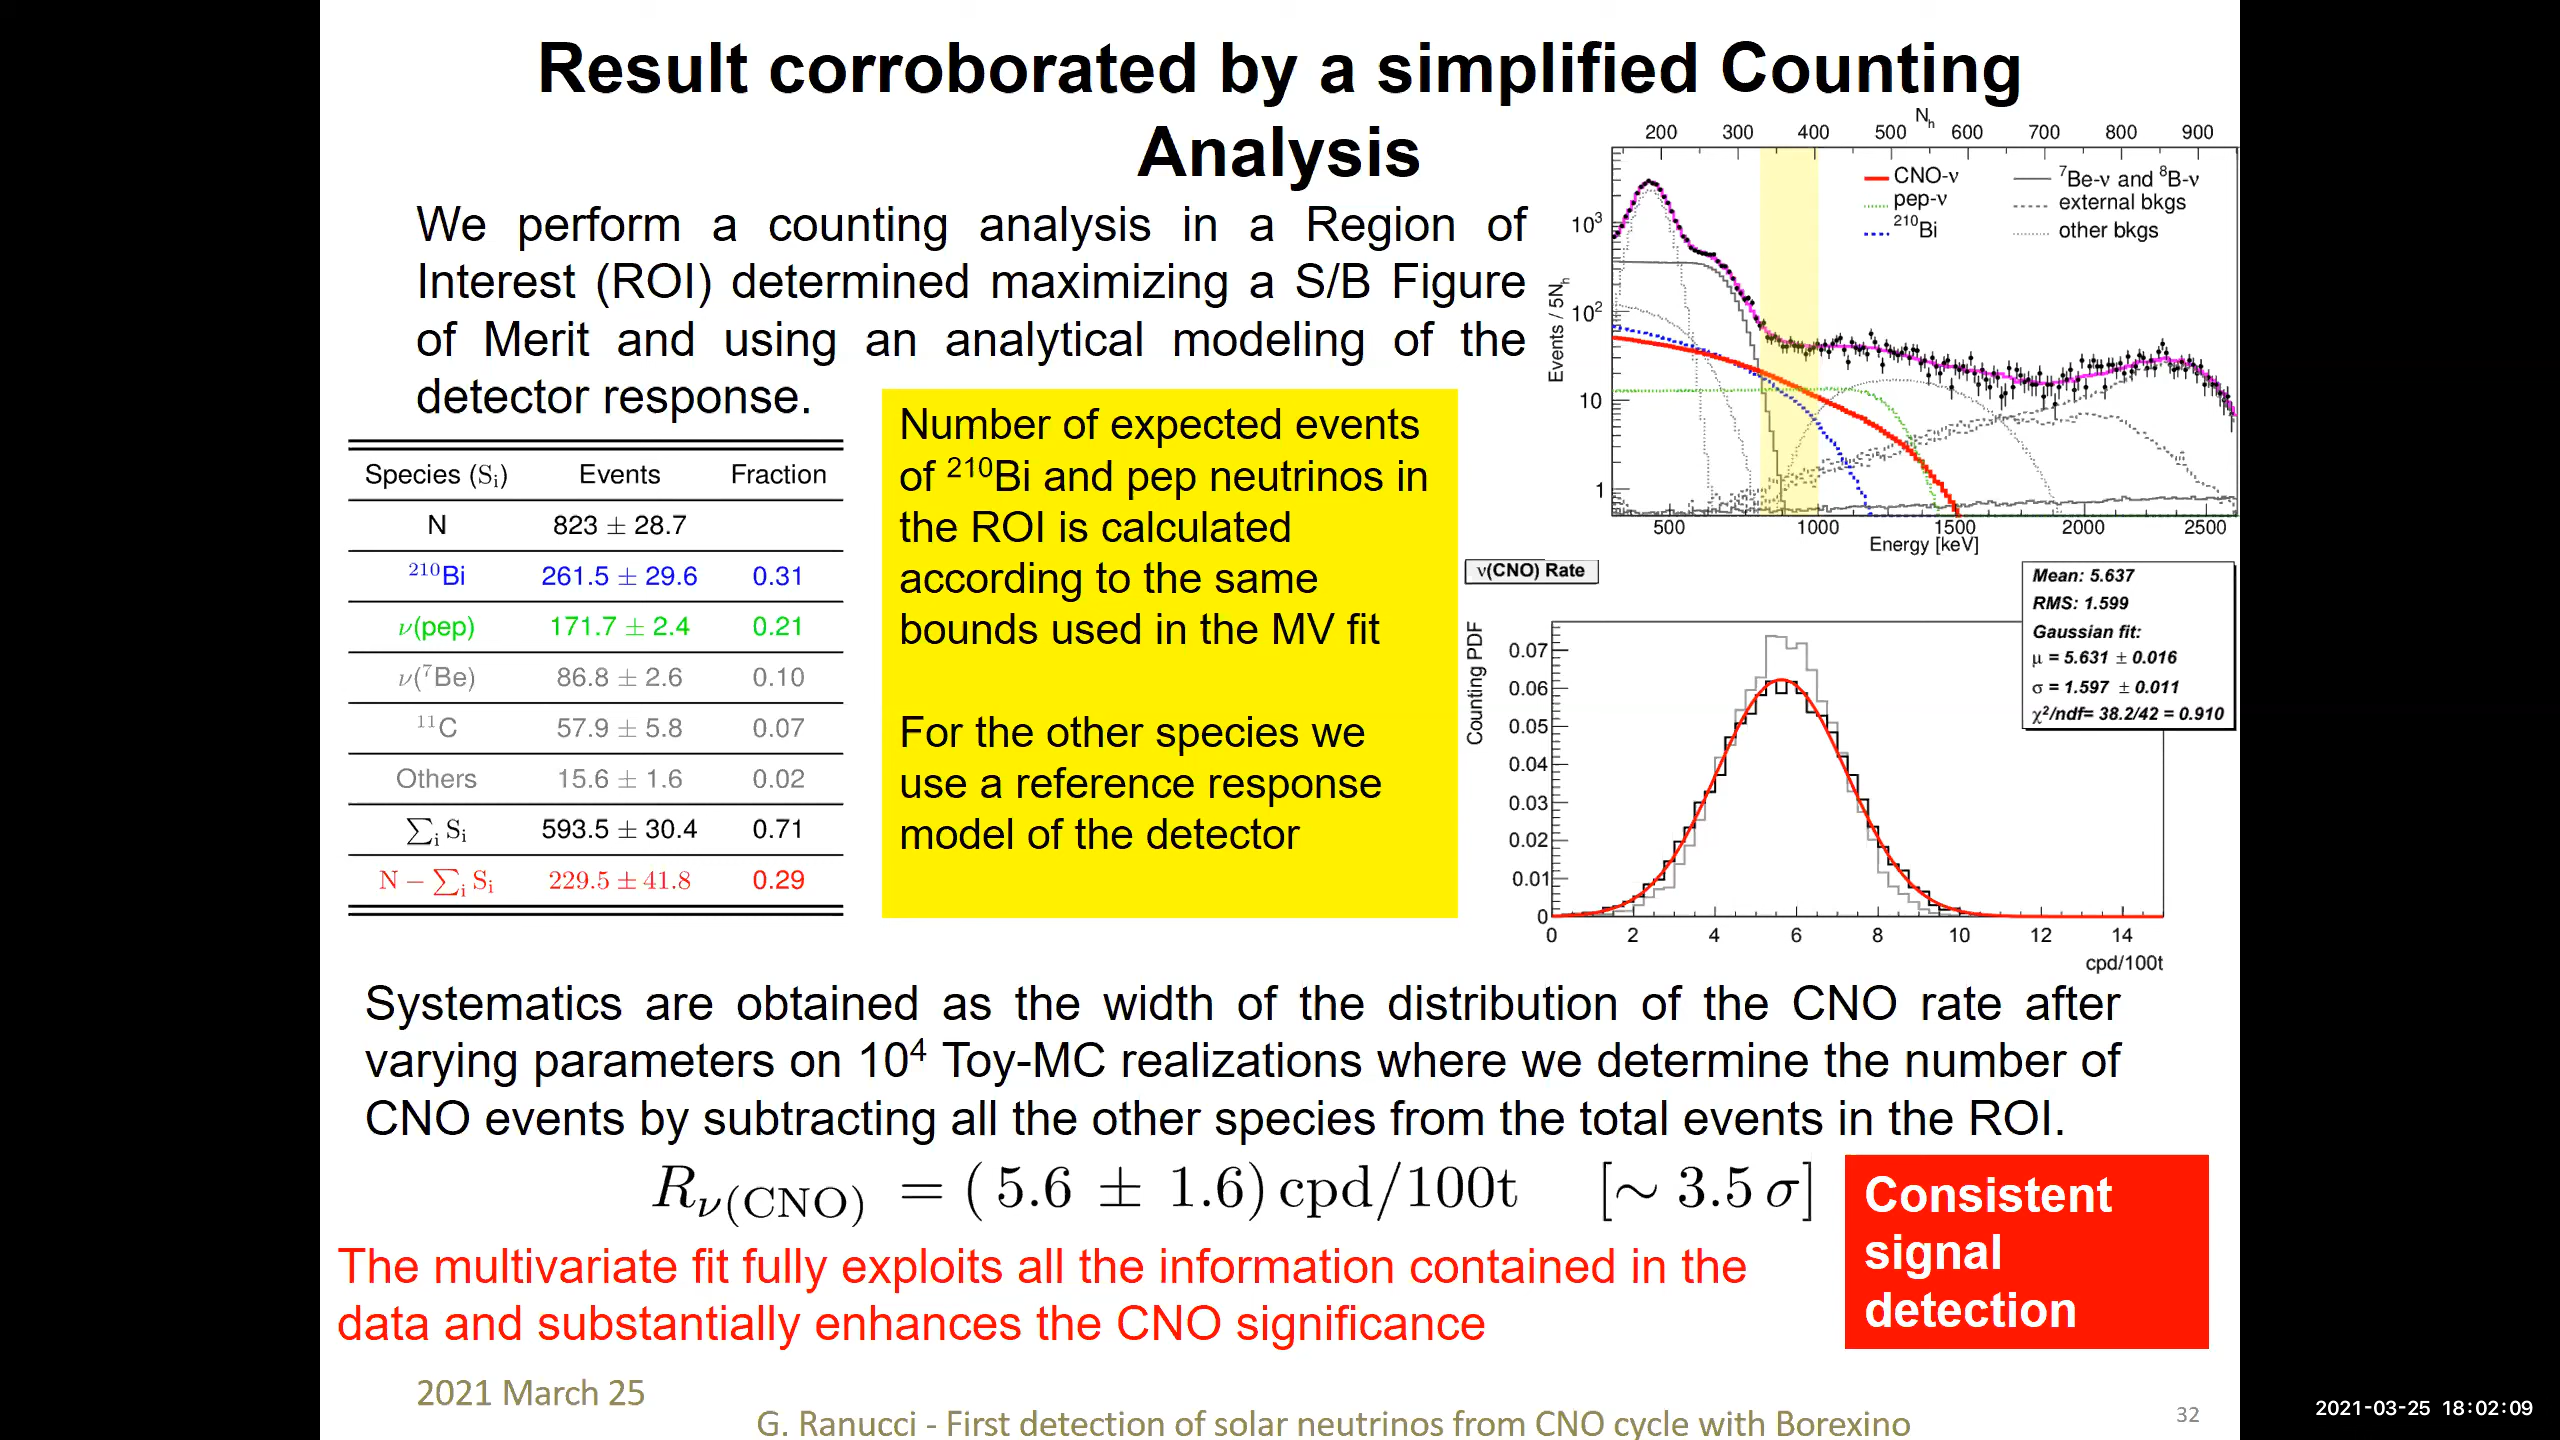 Result corroborated by a simplified Counting
Analysis
We perform a counting analysis in a Region of
Interest (ROI) determined maximizing a S/B Figure
of Merit and using an analytical modeling of the
detector response.
Species (Sᵢ) Events Fraction
N 823 ± 28.7
²¹⁰Bi 261.5 ± 29.6 0.31
ν(pep) 171.7 ± 2.4 0.21
ν(⁷Be) 86.8 ± 2.6 0.10
¹¹C 57.9 ± 5.8 0.07
Others 15.6 ± 1.6 0.02
∑ᵢ Sᵢ 593.5 ± 30.4 0.71
N − ∑ᵢ Sᵢ 229.5 ± 41.8 0.29
Number of expected events
of ²¹⁰Bi and pep neutrinos in
the ROI is calculated
according to the same
bounds used in the MV fit
For the other species we
use a reference response
model of the detector
Nₕ
200 300 400 500 600 700 800 900
CNO-ν
pep-ν
²¹⁰Bi
⁷Be-ν and ⁸B-ν
external bkgs
other bkgs
Events / 5Nₕ
10³
10²
10
1
500 1000 1500 2000 2500
Energy [keV]
ν(CNO) Rate
Mean: 5.637
RMS: 1.599
Gaussian fit:
μ = 5.631 ± 0.016
σ = 1.597 ± 0.011
χ²/ndf= 38.2/42 = 0.910
Counting PDF
0.07
0.06
0.05
0.04
0.03
0.02
0.01
0
0 2 4 6 8 10 12 14
cpd/100t
Systematics are obtained as the width of the distribution of the CNO rate after
varying parameters on 10⁴ Toy-MC realizations where we determine the number of
CNO events by subtracting all the other species from the total events in the ROI.
R_ν(CNO) = ( 5.6 ± 1.6) cpd/100t [∼ 3.5 σ]
Consistent
signal
detection
The multivariate fit fully exploits all the information contained in the
data and substantially enhances the CNO significance
2021 March 25
G. Ranucci - First detection of solar neutrinos from CNO cycle with Borexino
32
2021-03-25 18:02:09